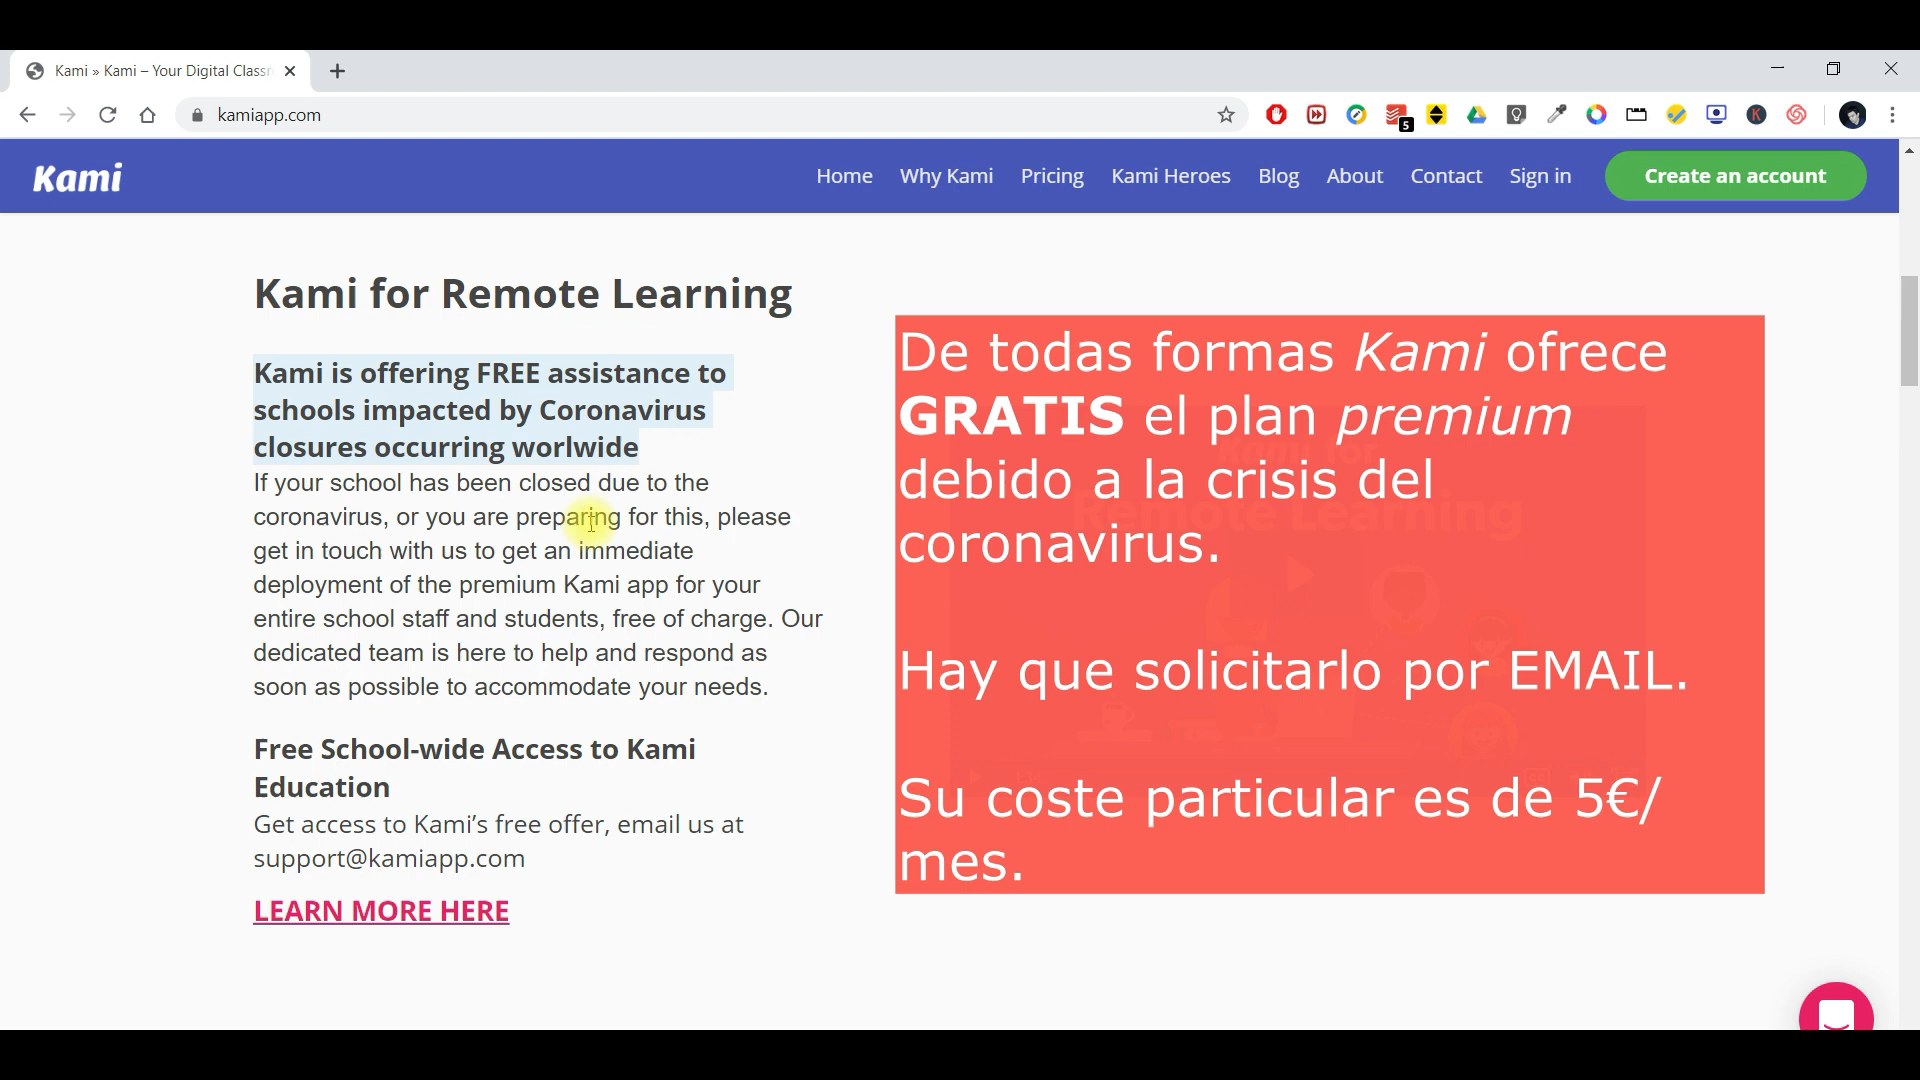 Kami » Kami – Your Digital Classr
kamiapp.com
5
Kami
Home
Why Kami
Pricing
Kami Heroes
Blog
About
Contact
Sign in
Create an account
Kami for Remote Learning
Kami is offering FREE assistance to
schools impacted by Coronavirus
closures occurring worlwide
If your school has been closed due to the
coronavirus, or you are preparing for this, please
get in touch with us to get an immediate
deployment of the premium Kami app for your
entire school staff and students, free of charge. Our
dedicated team is here to help and respond as
soon as possible to accommodate your needs.
Free School-wide Access to Kami
Education
Get access to Kami’s free offer, email us at
support@kamiapp.com
LEARN MORE HERE
De todas formas Kami ofrece
GRATIS el plan premium
debido a la crisis del
coronavirus.
Hay que solicitarlo por EMAIL.
Su coste particular es de 5€/
mes.
Kami for
Remote Learning